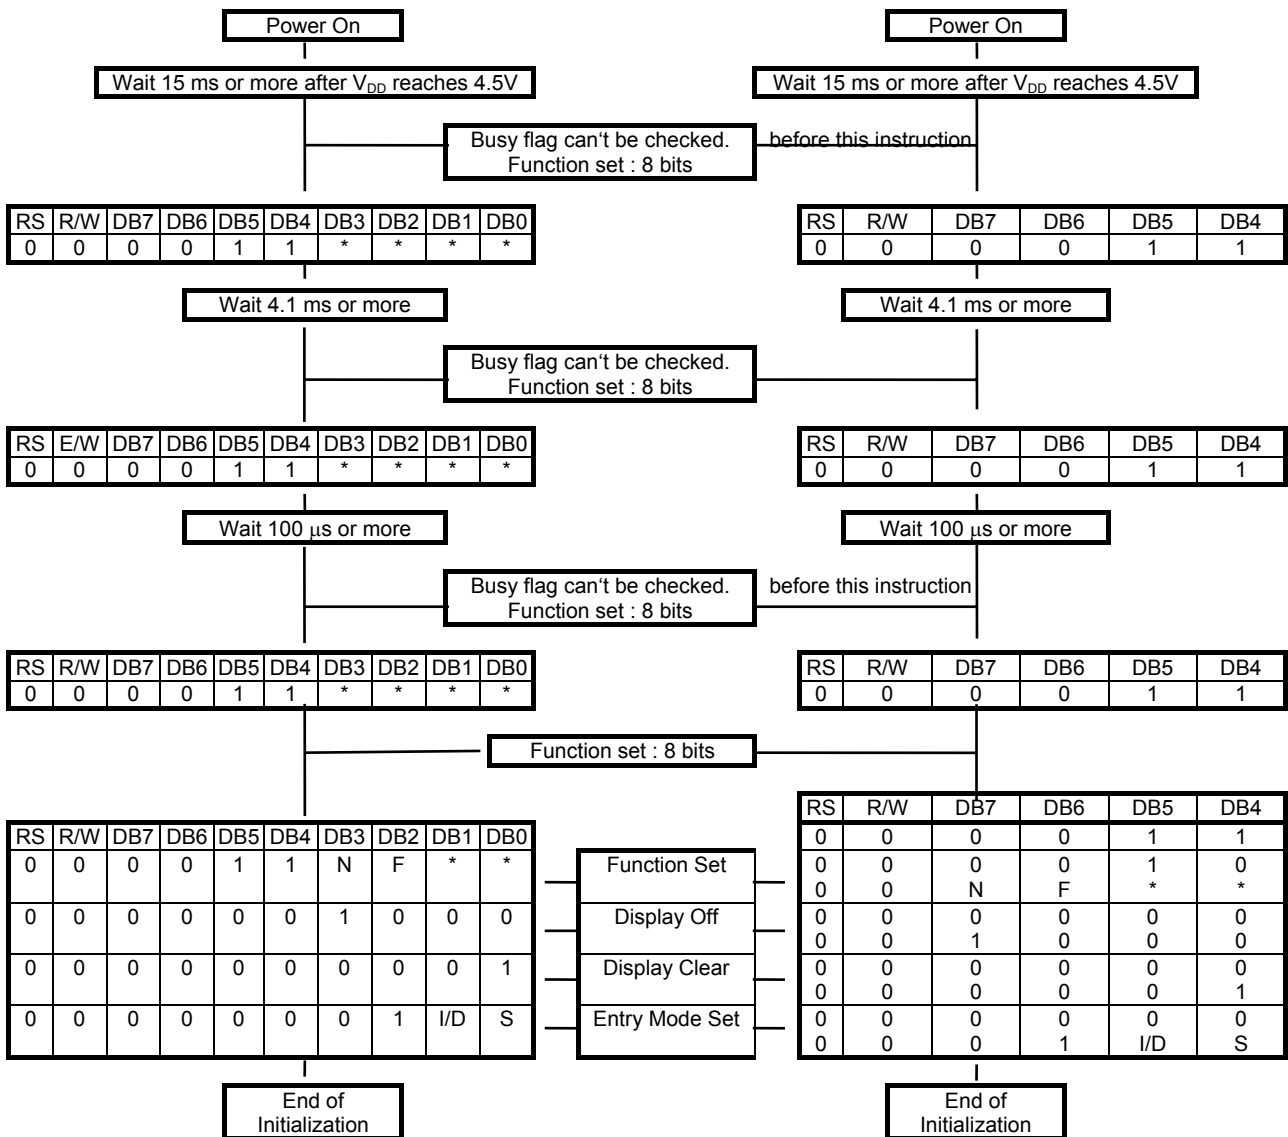 Power On
Power On
Wait 15 ms or more after VDD reaches 4.5V
Wait 15 ms or more after VDD reaches 4.5V
Busy flag can‘t be checked. before this instruction
Function set : 8 bits
RS R/W DB7 DB6 DB5 DB4 DB3 DB2 DB1 DB0
0 0 0 0 1 1 * * * *
RS R/W DB7 DB6 DB5 DB4
0 0 0 0 1 1
Wait 4.1 ms or more
Wait 4.1 ms or more
Busy flag can‘t be checked.
Function set : 8 bits
RS E/W DB7 DB6 DB5 DB4 DB3 DB2 DB1 DB0
0 0 0 0 1 1 * * * *
RS R/W DB7 DB6 DB5 DB4
0 0 0 0 1 1
Wait 100 μs or more
Wait 100 μs or more
Busy flag can‘t be checked. before this instruction
Function set : 8 bits
RS R/W DB7 DB6 DB5 DB4 DB3 DB2 DB1 DB0
0 0 0 0 1 1 * * * *
RS R/W DB7 DB6 DB5 DB4
0 0 0 0 1 1
Function set : 8 bits
RS R/W DB7 DB6 DB5 DB4 DB3 DB2 DB1 DB0
0 0 0 0 1 1 N F * *
0 0 0 0 0 0 1 0 0 0
0 0 0 0 0 0 0 0 0 1
0 0 0 0 0 0 0 1 I/D S
Function Set
Display Off
Display Clear
Entry Mode Set
RS R/W DB7 DB6 DB5 DB4
0 0 0 0 1 1
0 0 0 0 1 0
0 0 N F * *
0 0 0 0 0 0
0 0 1 0 0 0
0 0 0 0 0 0
0 0 0 0 0 1
0 0 0 0 0 0
0 0 0 1 I/D S
End of
Initialization
End of
Initialization